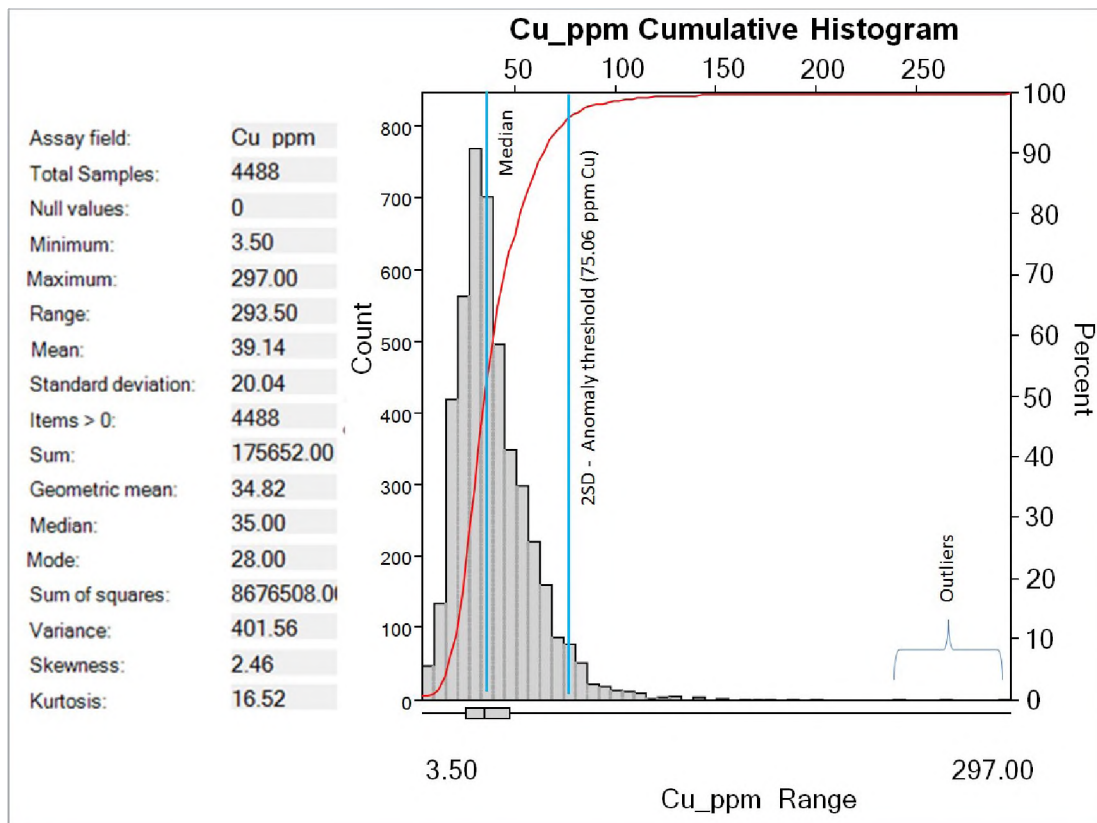 Cu_ppm Cumulative Histogram
50 100 150 200 250
Assay field: Cu ppm
Total Samples: 4488
Null values: 0
Minimum: 3.50
Maximum: 297.00
Range: 293.50
Mean: 39.14
Standard deviation: 20.04
Items > 0: 4488
Sum: 175652.00
Geometric mean: 34.82
Median: 35.00
Mode: 28.00
Sum of squares: 8676508.0
Variance: 401.56
Skewness: 2.46
Kurtosis: 16.52
Count
800
700
600
500
400
300
200
100
0
Median
2SD - Anomaly threshold (75.06 ppm Cu)
Outliers
100
90
80
70
60
50
40
30
20
10
0
Percent
3.50 297.00
Cu_ppm Range